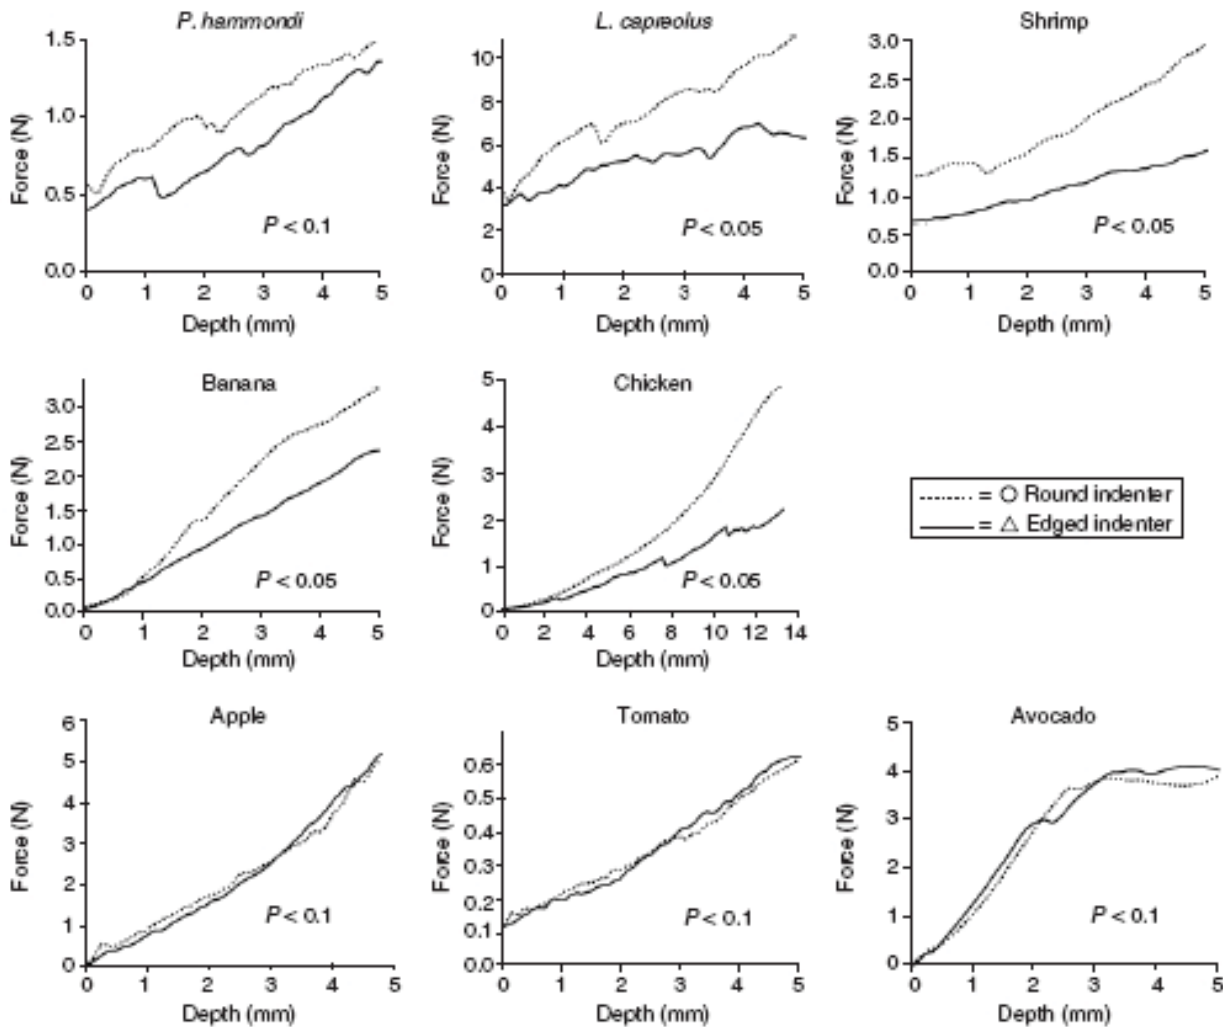 P. hammondi
L. capreolus
Shrimp
Force (N)
1.5
1.0
0.5
0.0
0 1 2 3 4 5
Depth (mm)
P < 0.1
Force (N)
10
8
6
4
2
0
0 1 2 3 4 5
Depth (mm)
P < 0.05
Force (N)
3.0
2.5
2.0
1.5
1.0
0.5
0.0
0 1 2 3 4 5
Depth (mm)
P < 0.05
Banana
Chicken
Force (N)
3.0
2.5
2.0
1.5
1.0
0.5
0.0
0 1 2 3 4 5
Depth (mm)
P < 0.05
Force (N)
5
4
3
2
1
0
0 2 4 6 8 10 12 14
Depth (mm)
P < 0.05
= ○ Round indenter
= △ Edged indenter
Apple
Tomato
Avocado
Force (N)
6
5
4
3
2
1
0
0 1 2 3 4 5
Depth (mm)
P < 0.1
Force (N)
0.6
0.5
0.4
0.3
0.2
0.1
0.0
0 1 2 3 4 5
Depth (mm)
P < 0.1
Force (N)
5
4
3
2
1
0
0 1 2 3 4 5
Depth (mm)
P < 0.1